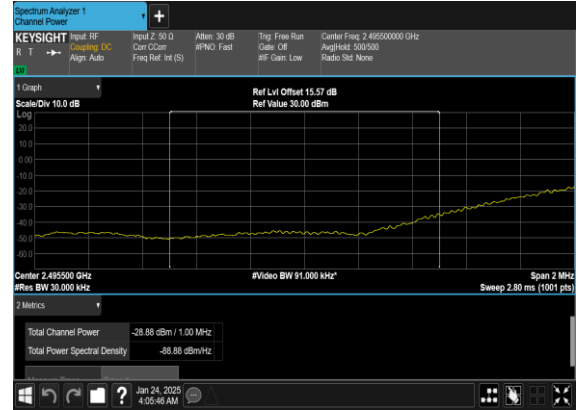 Spectrum Analyzer 1
Channel Power
KEYSIGHT
R T
Input: RF
Coupling: DC
Align: Auto
Input Z: 50 Ω
Corr CCorr
Freq Ref: Int (S)
Atten: 30 dB
#PNO: Fast
Trig: Free Run
Gate: Off
#IF Gain: Low
Center Freq: 2.495500000 GHz
Avg|Hold: 500/500
Radio Std: None
1 Graph
Scale/Div 10.0 dB
Ref Lvl Offset 15.57 dB
Ref Value 30.00 dBm
Log
20.0
10.0
0.00
-10.0
-20.0
-30.0
-40.0
-50.0
-60.0
Center 2.495500 GHz
#Video BW 91.000 kHz*
Span 2 MHz
#Res BW 30.000 kHz
Sweep 2.80 ms (1001 pts)
2 Metrics
Total Channel Power -28.88 dBm / 1.00 MHz
Total Power Spectral Density -88.88 dBm/Hz
?
Jan 24, 2025
4:05:46 AM